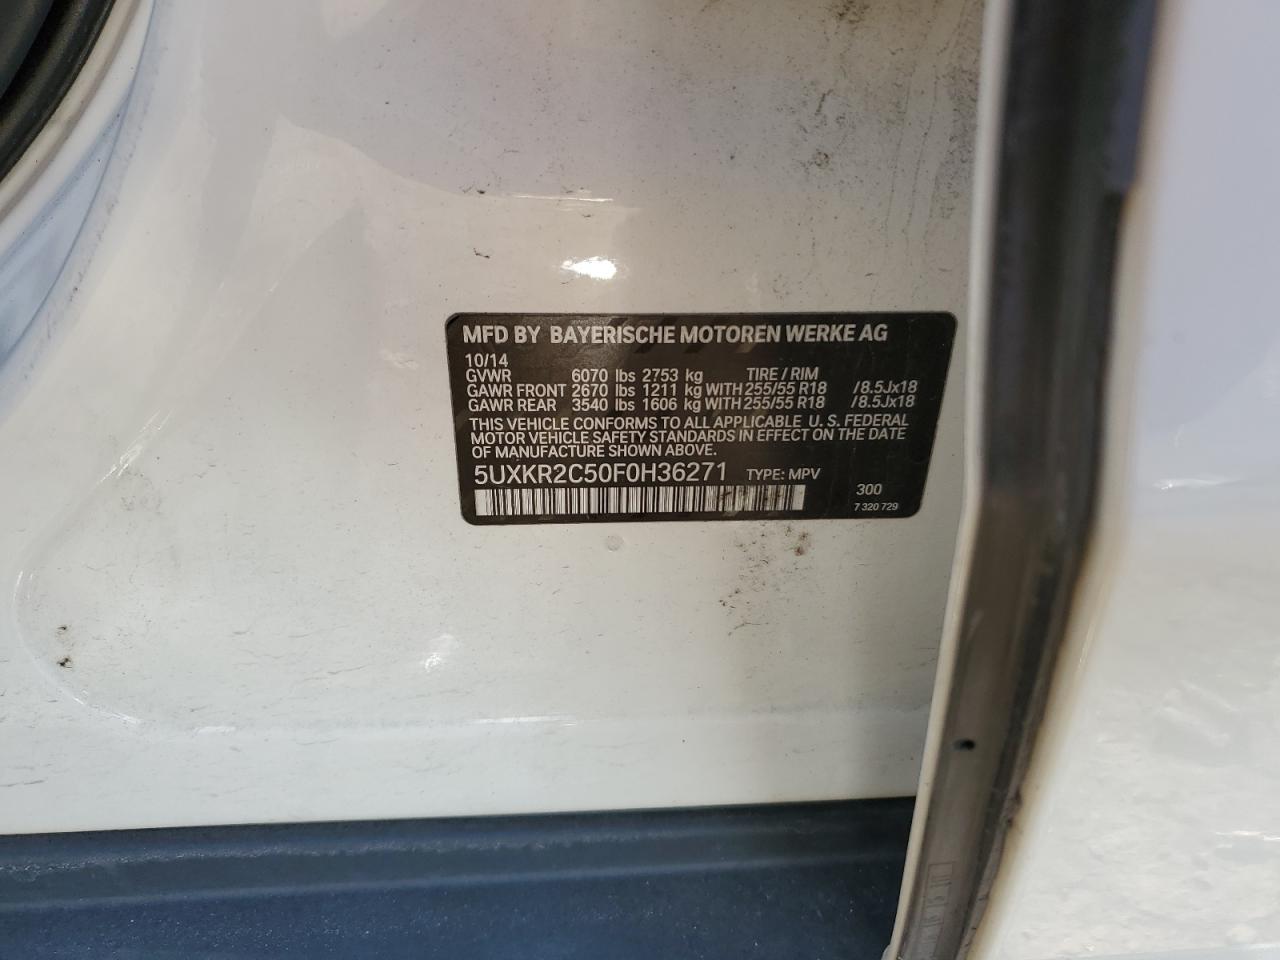 MFD BY BAYERISCHE MOTOREN WERKE AG
10/14
GVWR 6070 lbs 2753 kg TIRE / RIM
GAWR FRONT 2670 lbs 1211 kg WITH 255/55 R18 /8.5Jx18
GAWR REAR 3540 lbs 1606 kg WITH 255/55 R18 /8.5Jx18
THIS VEHICLE CONFORMS TO ALL APPLICABLE U. S. FEDERAL
MOTOR VEHICLE SAFETY STANDARDS IN EFFECT ON THE DATE
OF MANUFACTURE SHOWN ABOVE.
5UXKR2C50F0H36271 TYPE: MPV
300
7 320 729